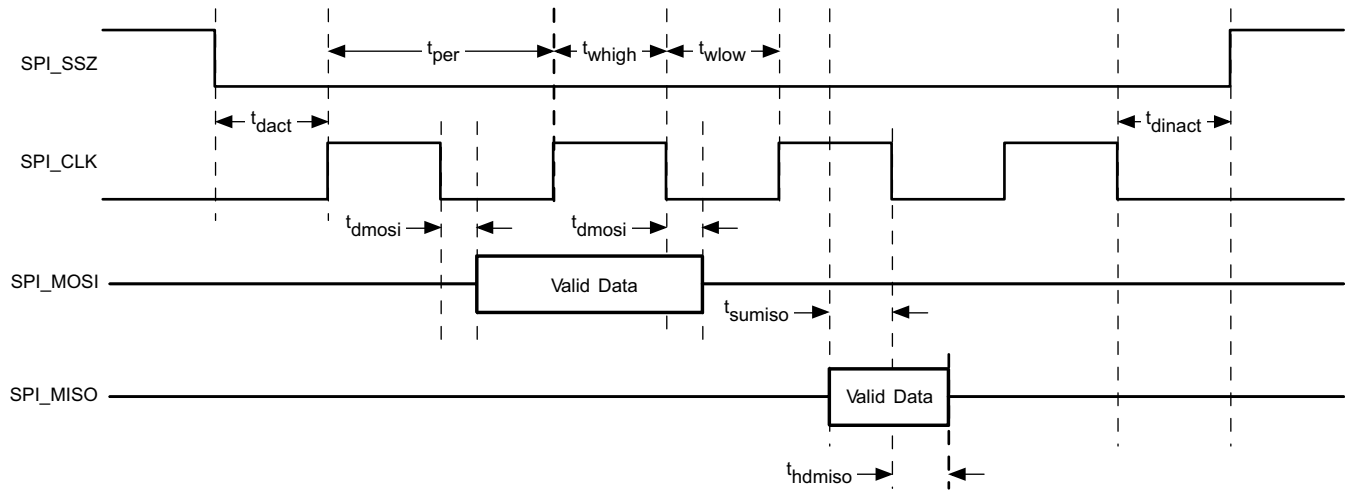 t_per
t_whigh
t_wlow
SPI_SSZ
t_dact
t_dinact
SPI_CLK
t_dmosi
t_dmosi
SPI_MOSI
Valid Data
t_sumiso
SPI_MISO
Valid Data
t_hdmiso